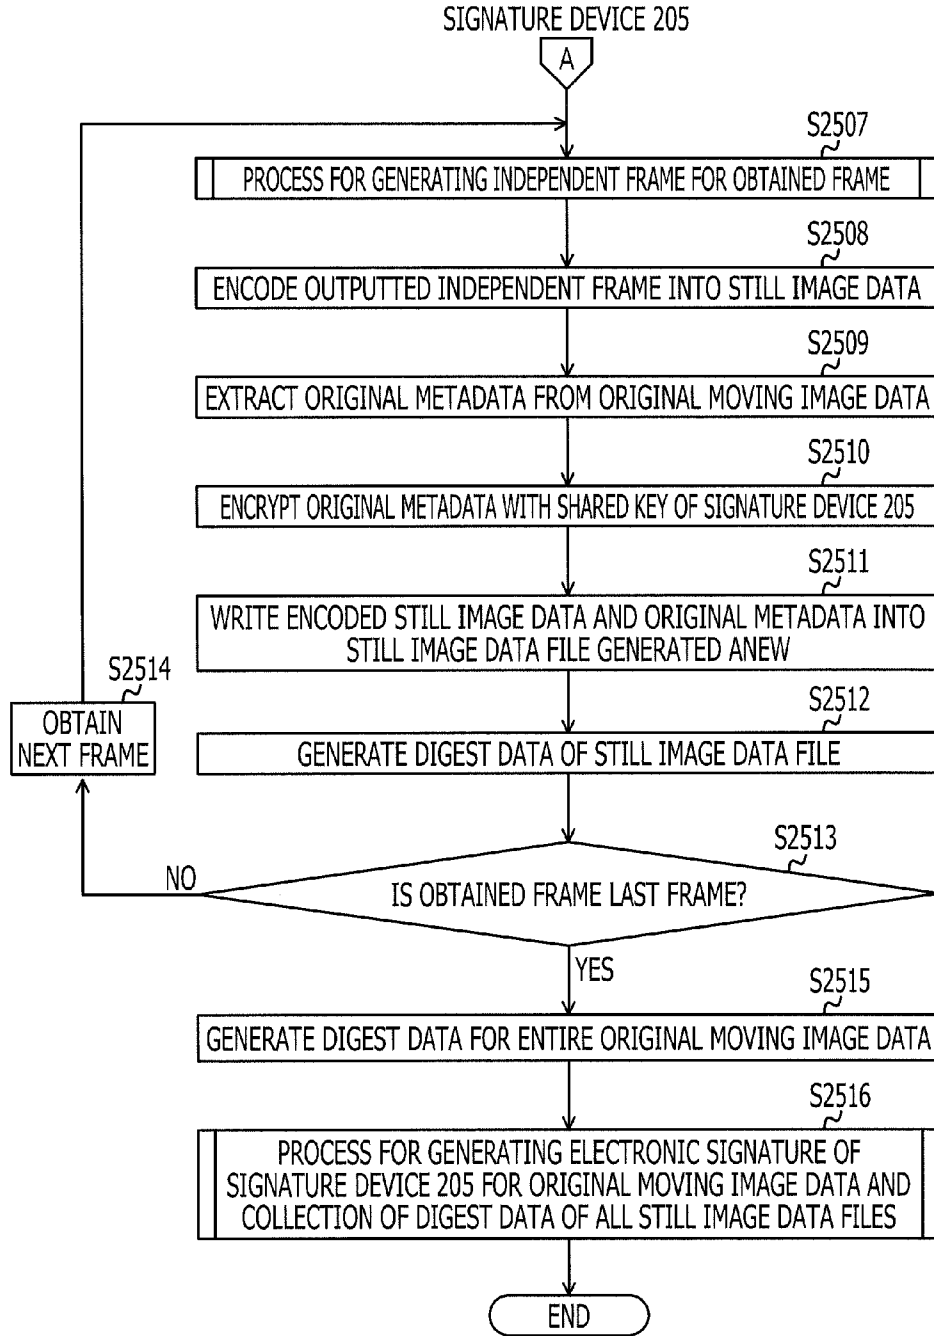 SIGNATURE DEVICE 205
A
S2507
PROCESS FOR GENERATING INDEPENDENT FRAME FOR OBTAINED FRAME
S2508
ENCODE OUTPUTTED INDEPENDENT FRAME INTO STILL IMAGE DATA
S2509
EXTRACT ORIGINAL METADATA FROM ORIGINAL MOVING IMAGE DATA
S2510
ENCRYPT ORIGINAL METADATA WITH SHARED KEY OF SIGNATURE DEVICE 205
S2511
WRITE ENCODED STILL IMAGE DATA AND ORIGINAL METADATA INTO
STILL IMAGE DATA FILE GENERATED ANEW
S2514
OBTAIN
NEXT FRAME
S2512
GENERATE DIGEST DATA OF STILL IMAGE DATA FILE
S2513
NO
IS OBTAINED FRAME LAST FRAME?
YES
S2515
GENERATE DIGEST DATA FOR ENTIRE ORIGINAL MOVING IMAGE DATA
S2516
PROCESS FOR GENERATING ELECTRONIC SIGNATURE OF
SIGNATURE DEVICE 205 FOR ORIGINAL MOVING IMAGE DATA AND
COLLECTION OF DIGEST DATA OF ALL STILL IMAGE DATA FILES
END